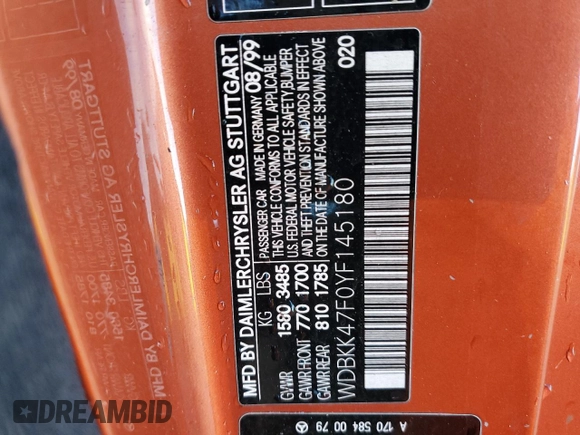 MFD BY DAIMLERCHRYSLER AG STUTTGART
KG LBS PASSENGER CAR MADE IN GERMANY 08/99
GVWR 1580 3485 THIS VEHICLE CONFORMS TO ALL APPLICABLE
U.S. FEDERAL MOTOR VEHICLE SAFETY, BUMPER
GAWR FRONT 770 1700 AND THEFT PREVENTION STANDARDS IN EFFECT
GAWR REAR 810 1785 ON THE DATE OF MANUFACTURE SHOWN ABOVE
WDBKK47F0YF145180 020
A 170 584 00 79
DREAMBID